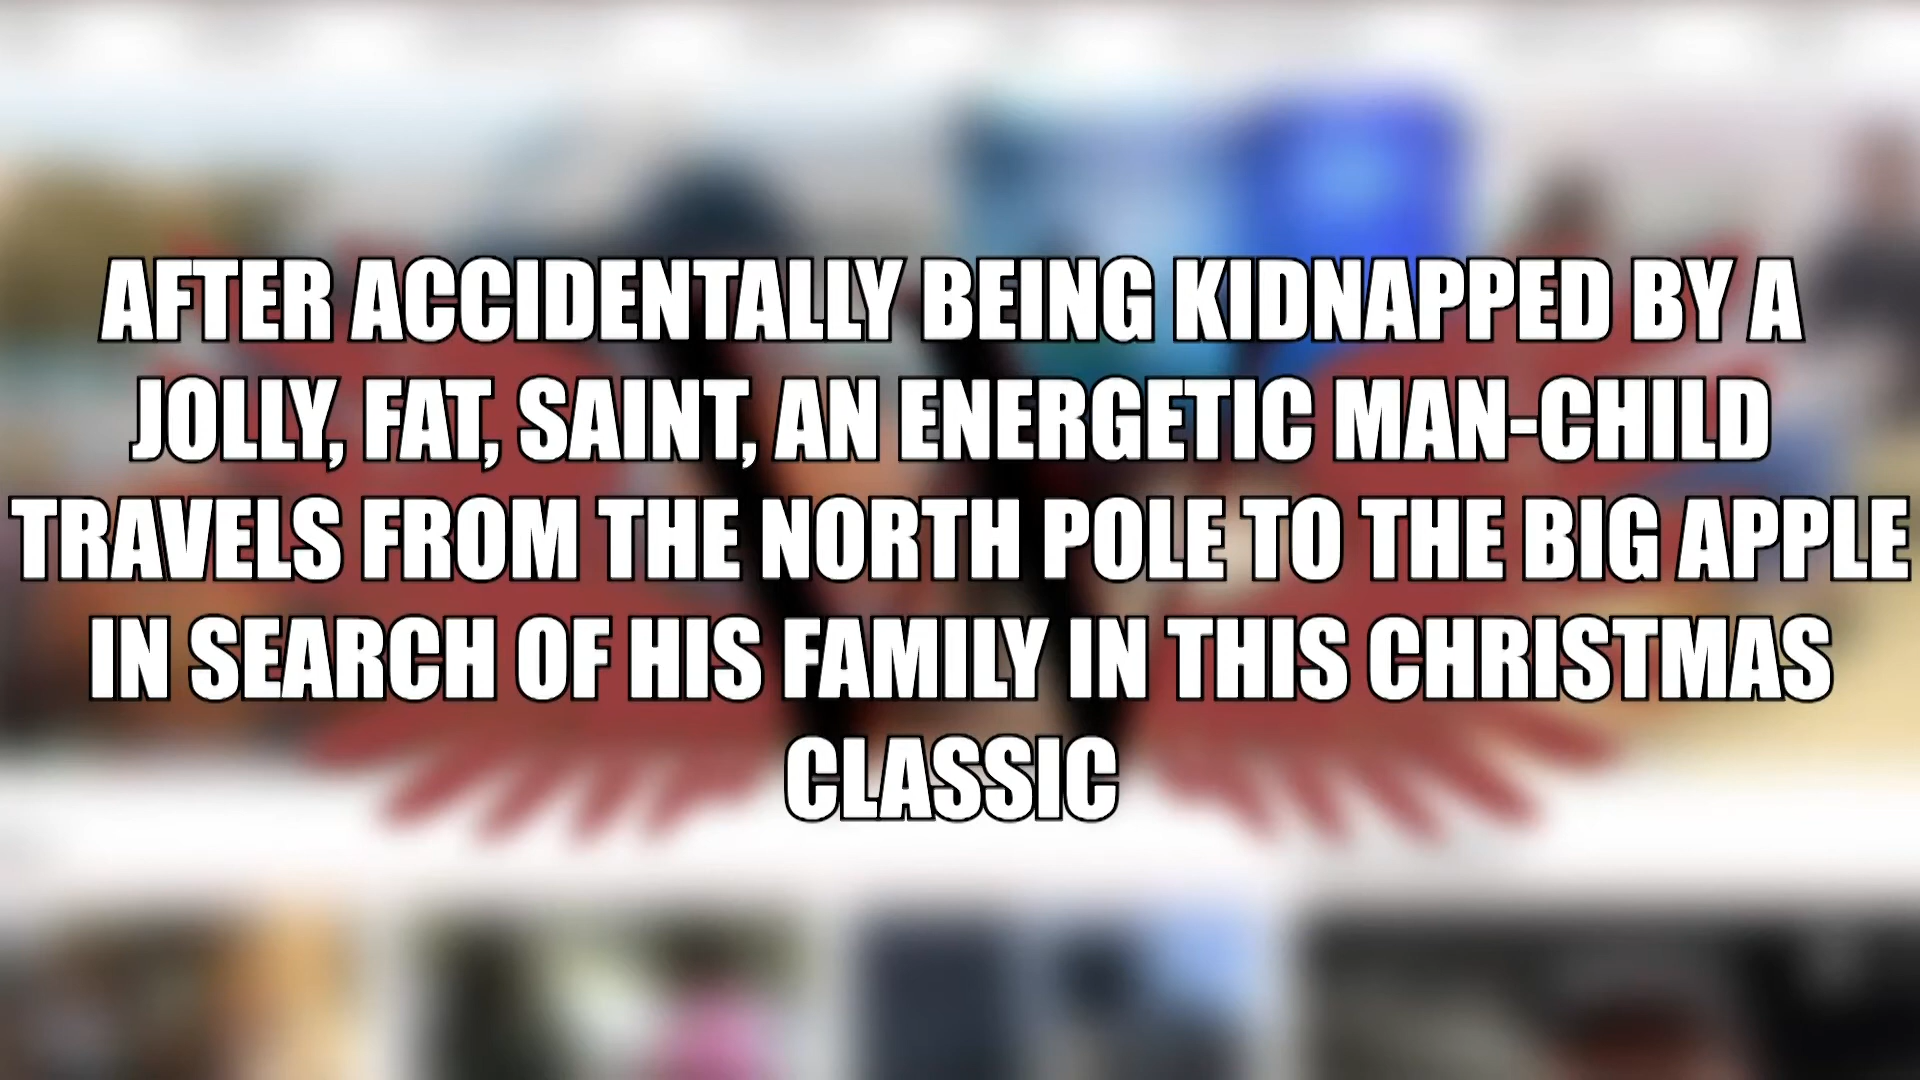 AFTER ACCIDENTALLY BEING KIDNAPPED BY A
JOLLY, FAT, SAINT, AN ENERGETIC MAN-CHILD
TRAVELS FROM THE NORTH POLE TO THE BIG APPLE
IN SEARCH OF HIS FAMILY IN THIS CHRISTMAS
CLASSIC